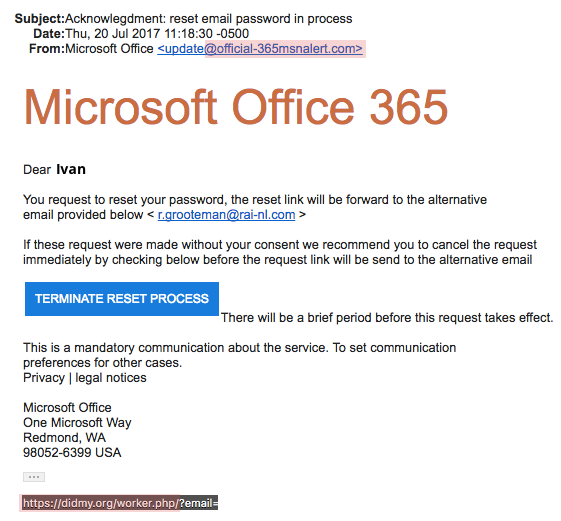 Subject:Acknowlegdment: reset email password in process
Date:Thu, 20 Jul 2017 11:18:30 -0500
From:Microsoft Office <update@official-365msnalert.com>
Microsoft Office 365
Dear Ivan
You request to reset your password, the reset link will be forward to the alternative
email provided below < r.grooteman@rai-nl.com >
If these request were made without your consent we recommend you to cancel the request
immediately by checking below before the request link will be send to the alternative email
TERMINATE RESET PROCESS
There will be a brief period before this request takes effect.
This is a mandatory communication about the service. To set communication
preferences for other cases.
Privacy | legal notices
Microsoft Office
One Microsoft Way
Redmond, WA
98052-6399 USA
...
https://didmy.org/worker.php/?email=